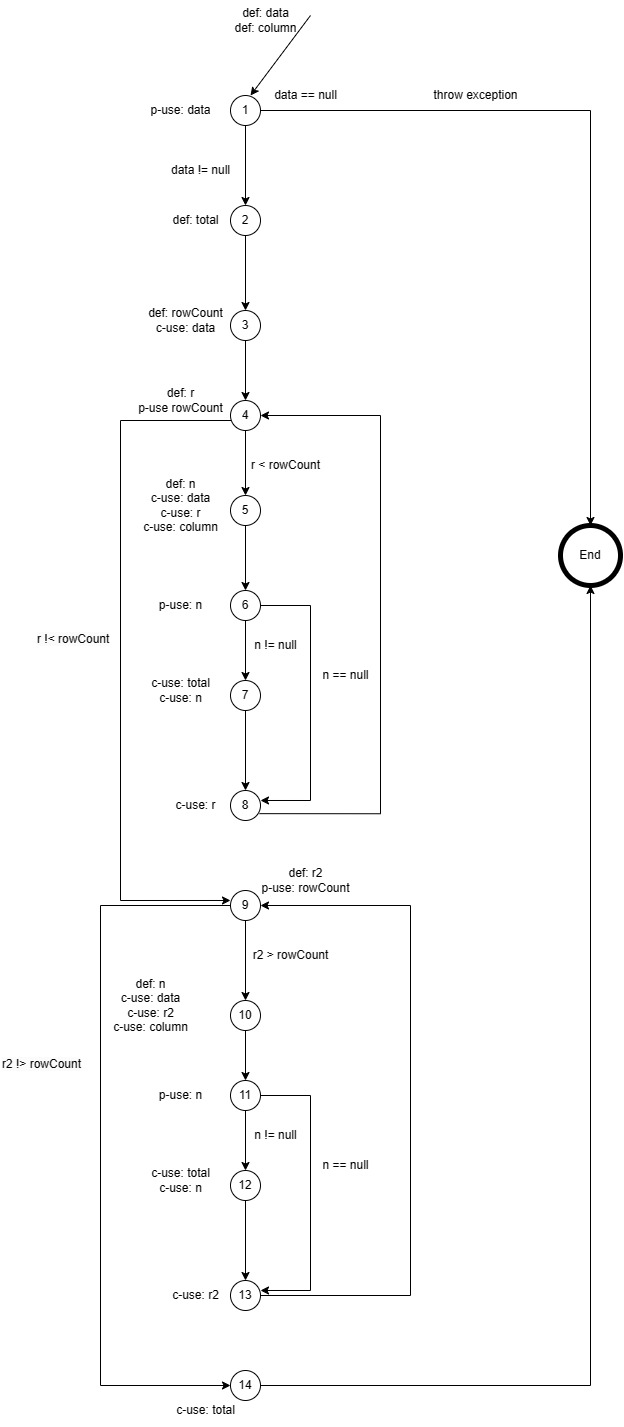 def: data
def: column
data == null
throw exception
p-use: data
1
data != null
def: total
2
def: rowCount
c-use: data
3
def: r
p-use rowCount
4
r < rowCount
def: n
c-use: data
c-use: r
c-use: column
5
End
p-use: n
6
r !< rowCount
n != null
n == null
c-use: total
c-use: n
7
c-use: r
8
def: r2
p-use: rowCount
9
r2 > rowCount
def: n
c-use: data
c-use: r2
c-use: column
10
r2 !> rowCount
p-use: n
11
n != null
n == null
c-use: total
c-use: n
12
c-use: r2
13
14
c-use: total